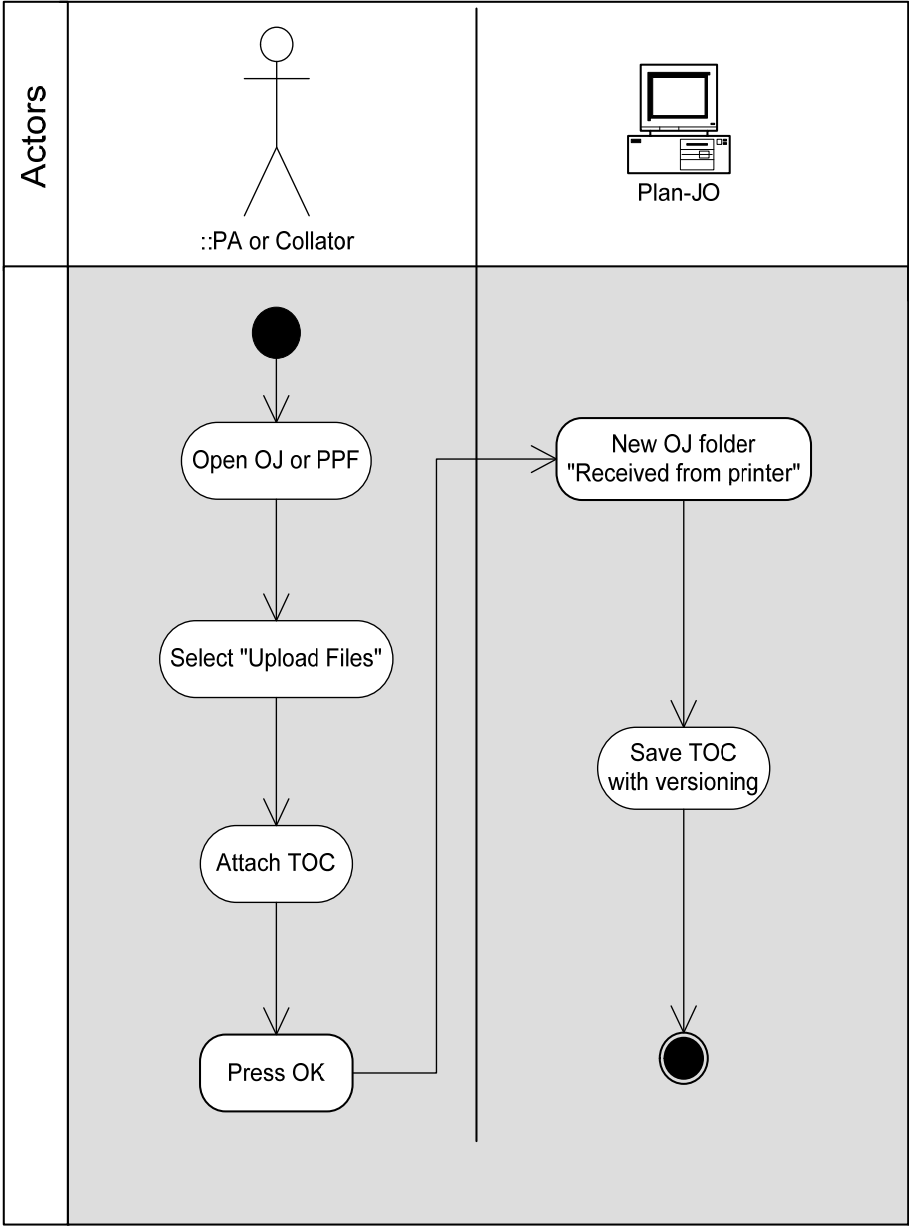 Actors
::PA or Collator
Plan-JO
Open OJ or PPF
Select "Upload Files"
Attach TOC
Press OK
New OJ folder
"Received from printer"
Save TOC
with versioning